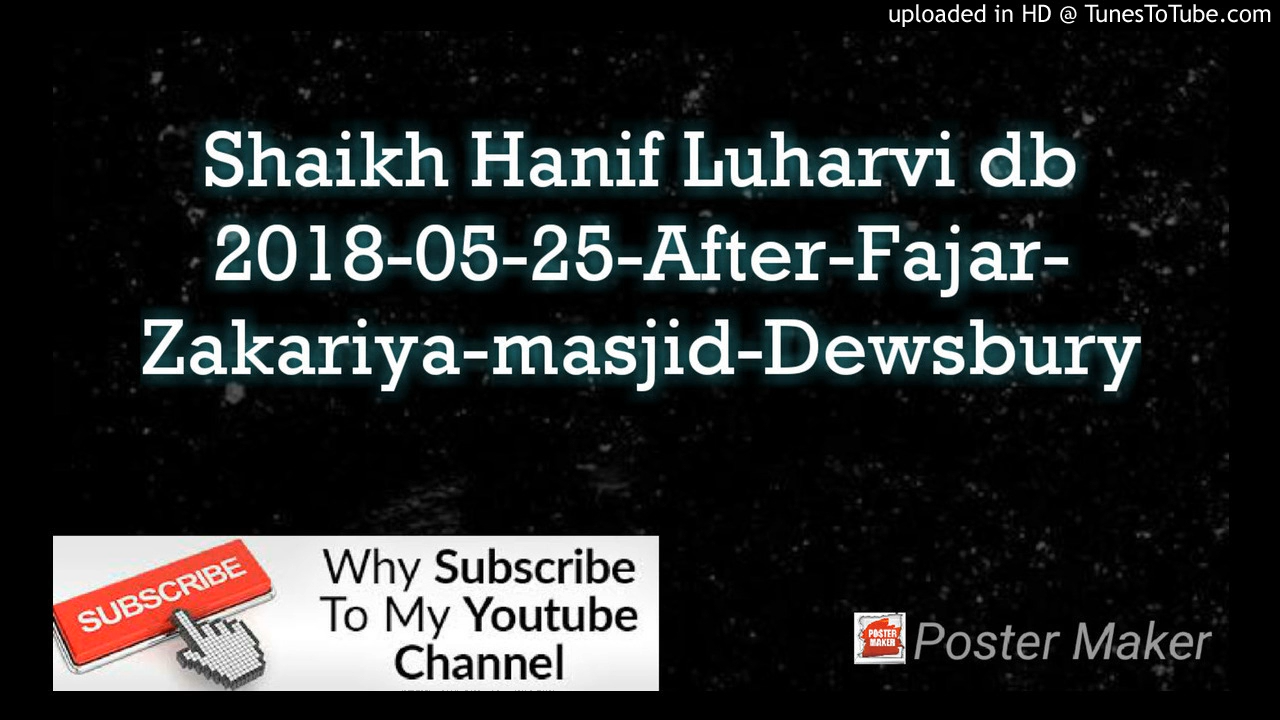 uploaded in HD @ TunesToTube.com
Shaikh Hanif Luharvi db
2018-05-25-After-Fajar-
Zakariya-masjid-Dewsbury
SUBSCRIBE
Why Subscribe
To My Youtube
Channel
POSTER
MAKER
Poster Maker